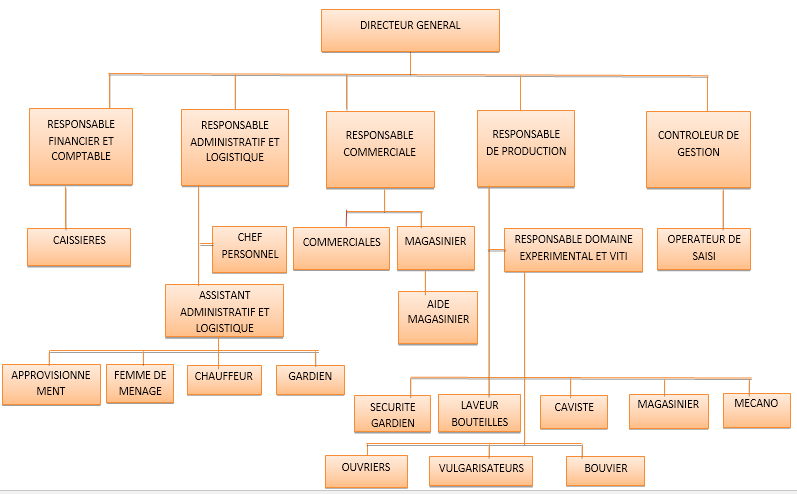 DIRECTEUR GENERAL
RESPONSABLE
FINANCIER ET
COMPTABLE
RESPONSABLE
ADMINISTRATIF ET
LOGISTIQUE
RESPONSABLE
COMMERCIALE
RESPONSABLE
DE PRODUCTION
CONTROLEUR DE
GESTION
CAISSIERES
CHEF
PERSONNEL
COMMERCIALES
MAGASINIER
RESPONSABLE DOMAINE
EXPERIMENTAL ET VITI
OPERATEUR DE
SAISI
ASSISTANT
ADMINISTRATIF ET
LOGISTIQUE
AIDE
MAGASINIER
APPROVISIONNE
MENT
FEMME DE
MENAGE
CHAUFFEUR
GARDIEN
SECURITE
GARDIEN
LAVEUR
BOUTEILLES
CAVISTE
MAGASINIER
MECANO
OUVRIERS
VULGARISATEURS
BOUVIER